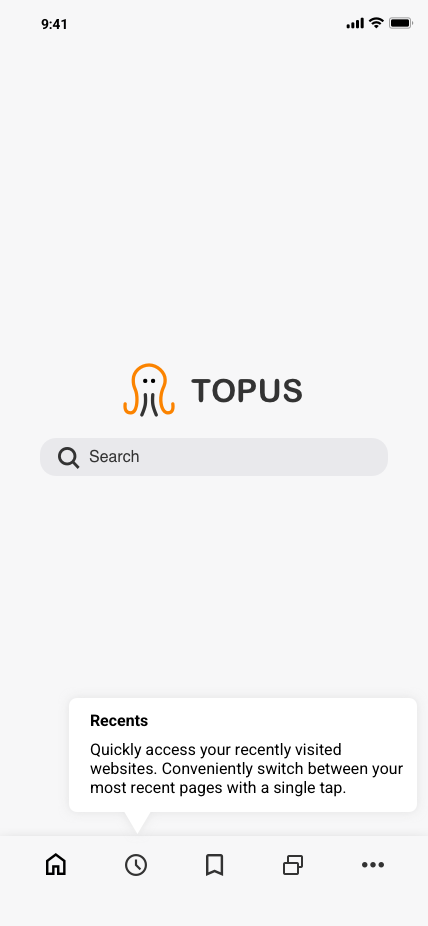 9:41
TOPUS
Search
Recents
Quickly access your recently visited
websites. Conveniently switch between your
most recent pages with a single tap.